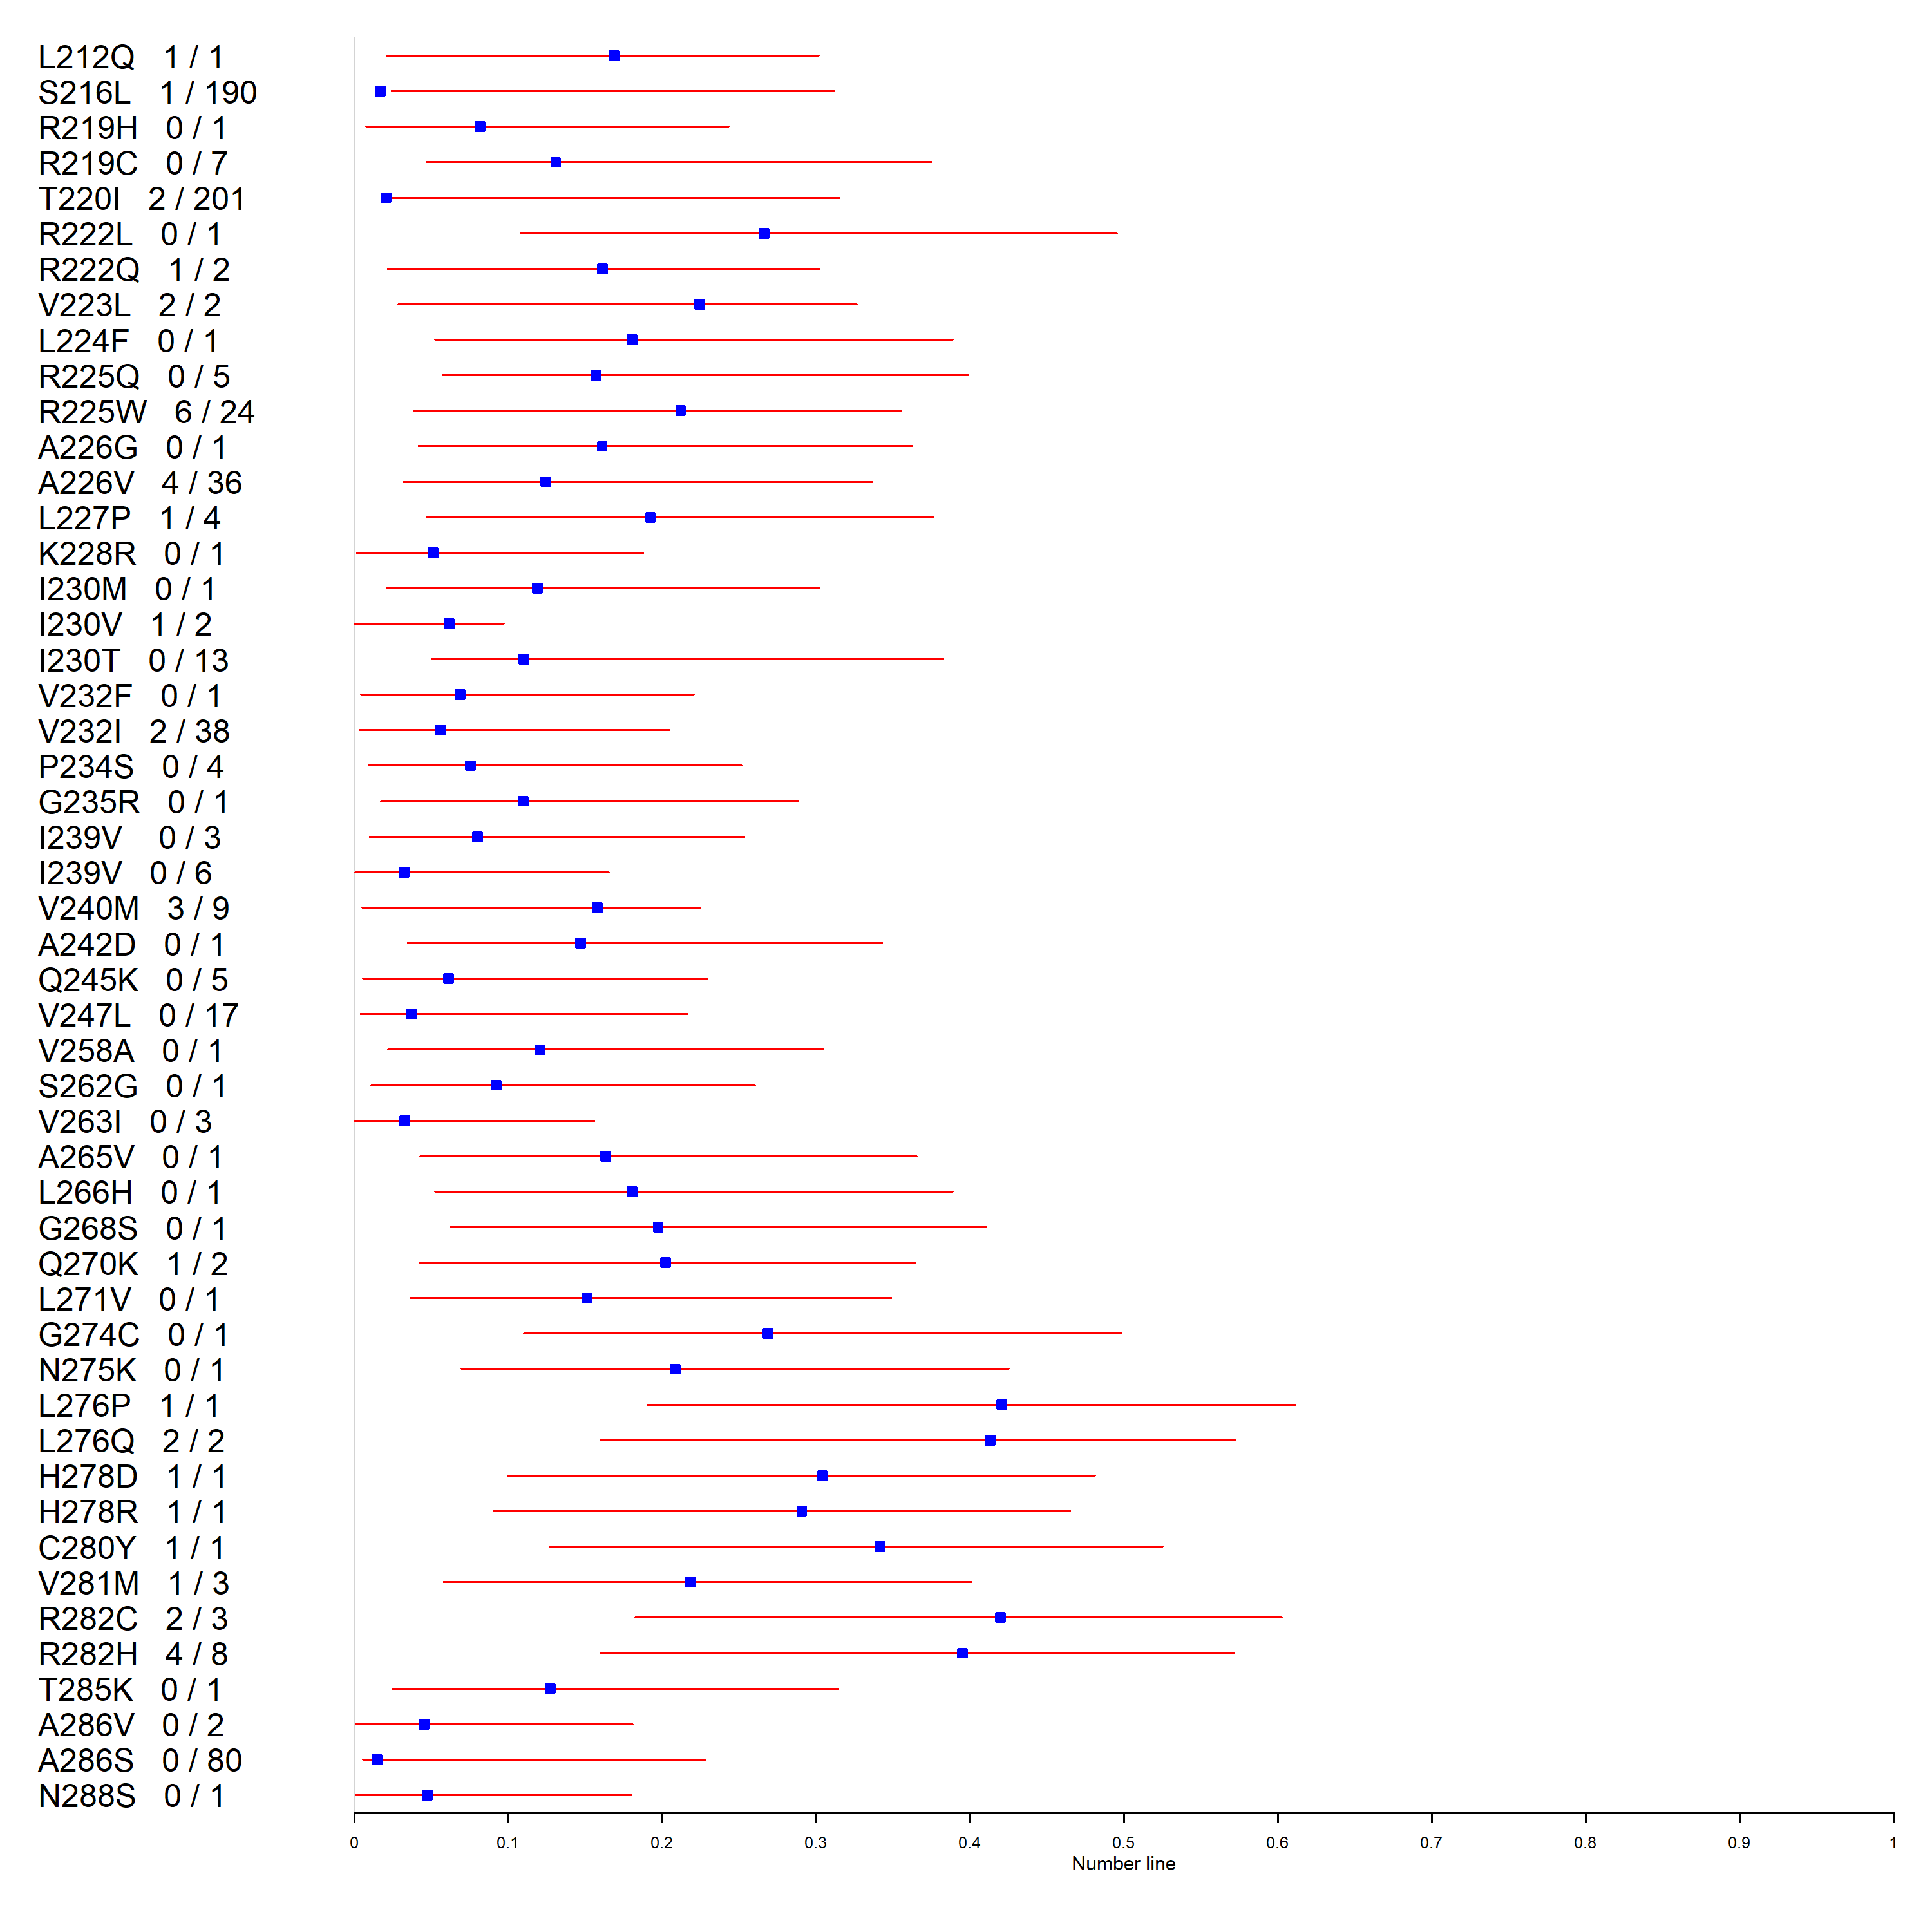 L212Q 1 / 1
S216L 1 / 190
R219H 0 / 1
R219C 0 / 7
T220I 2 / 201
R222L 0 / 1
R222Q 1 / 2
V223L 2 / 2
L224F 0 / 1
R225Q 0 / 5
R225W 6 / 24
A226G 0 / 1
A226V 4 / 36
L227P 1 / 4
K228R 0 / 1
I230M 0 / 1
I230V 1 / 2
I230T 0 / 13
V232F 0 / 1
V232I 2 / 38
P234S 0 / 4
G235R 0 / 1
I239V 0 / 3
I239V 0 / 6
V240M 3 / 9
A242D 0 / 1
Q245K 0 / 5
V247L 0 / 17
V258A 0 / 1
S262G 0 / 1
V263I 0 / 3
A265V 0 / 1
L266H 0 / 1
G268S 0 / 1
Q270K 1 / 2
L271V 0 / 1
G274C 0 / 1
N275K 0 / 1
L276P 1 / 1
L276Q 2 / 2
H278D 1 / 1
H278R 1 / 1
C280Y 1 / 1
V281M 1 / 3
R282C 2 / 3
R282H 4 / 8
T285K 0 / 1
A286V 0 / 2
A286S 0 / 80
N288S 0 / 1
0 0.1 0.2 0.3 0.4 0.5 0.6 0.7 0.8 0.9 1
Number line